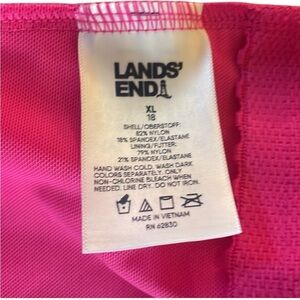 LANDS'
END
XL
18
SHELL/OBERSTOFF:
82% NYLON
18% SPANDEX/ELASTANE
LINING/FUTTER:
79% NYLON
21% SPANDEX/ELASTANE
HAND WASH COLD. WASH DARK
COLORS SEPARATELY. ONLY
NON-CHLORINE BLEACH WHEN
NEEDED. LINE DRY. DO NOT IRON.
MADE IN VIETNAM
RN 62830